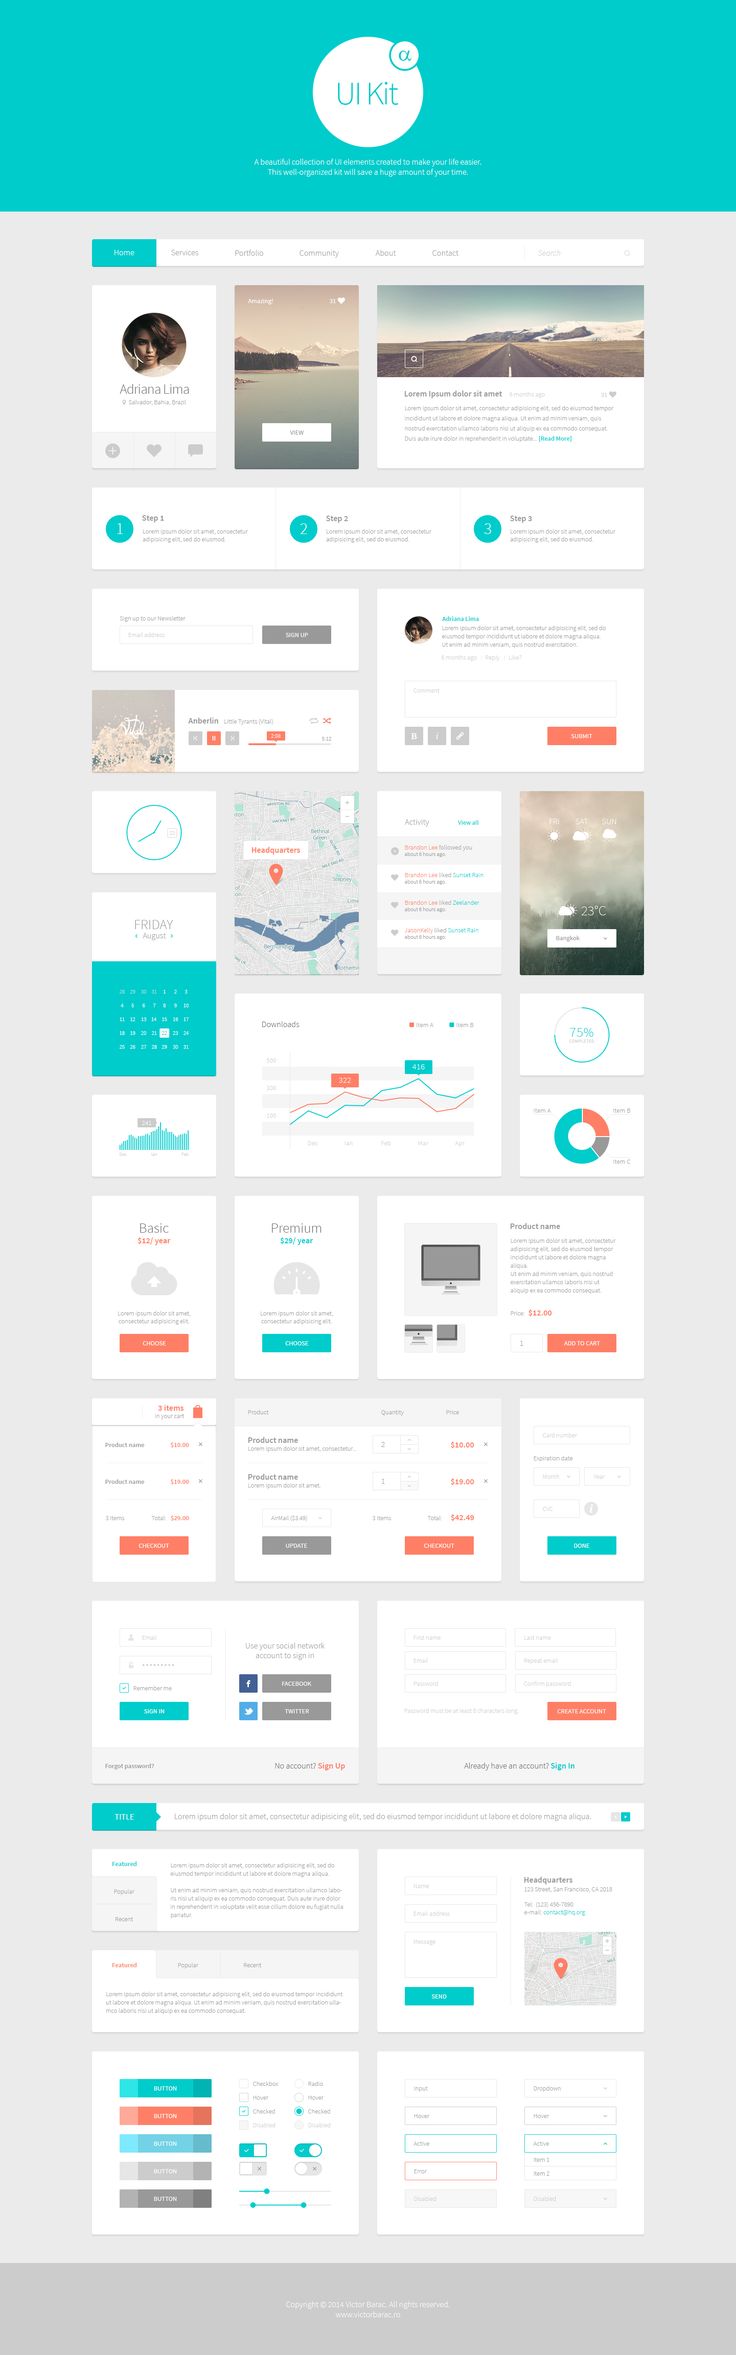 α
UI Kit
A beautiful collection of UI elements created to make your life easier.
This well-organized kit will save a huge amount of your time.
Home Services Portfolio Community About Contact Search
Adriana Lima
Salvador, Bahia, Brazil
Amazing! 31
VIEW
Lorem Ipsum dolor sit amet 6 months ago 31
Lorem ipsum dolor sit amet, consectetur adipisicing elit, sed do eiusmod tempor
incididunt ut labore et dolore magna aliqua. Ut enim ad minim veniam, quis
nostrud exercitation ullamco laboris nisi ut aliquip ex ea commodo consequat.
Duis aute irure dolor in reprehenderit in voluptate... [Read More]
1
Step 1
Lorem ipsum dolor sit amet, consectetur
adipisicing elit, sed do eiusmod.
2
Step 2
Lorem ipsum dolor sit amet, consectetur
adipisicing elit, sed do eiusmod.
3
Step 3
Lorem ipsum dolor sit amet, consectetur
adipisicing elit, sed do eiusmod.
Sign up to our Newsletter
Email address SIGN UP
Adriana Lima
Lorem ipsum dolor sit amet, consectetur adipisicing elit,
sed do eiusmod tempor incididunt ut labore et dolore magna aliqua.
Ut enim ad minim veniam, quis nostrud exercitation.
6 months ago Reply Like?
Comment
B i
SUBMIT
Vital
Anberlin Little Tyrants (Vital)
2:06
5:12
Bethnal
Green
Stepney
Bermondsey
Headquarters
Activity View all
Brandon Lee followed you
about 6 hours ago.
Brandon Lee liked Sunset Rain
about 6 hours ago.
Brandon Lee liked Zeelander
about 6 hours ago.
Jason Kelly liked Sunset Rain
about 6 hours ago.
FRI SAT SUN
23°C
Bangkok
FRIDAY
August
28 29 30 31 1 2 3
4 5 6 7 8 9 10
11 12 13 14 15 16 17
18 19 20 21 22 23 24
25 26 27 28 29 30 31
Downloads Item A Item B
500
300
100
322
416
Dec Jan Feb Mar Apr
75%
COMPLETED
241
Dec Jan Feb
Item A Item B
Item C
Basic
$12/ year
Lorem ipsum dolor sit amet,
consectetur adipisicing elit.
CHOOSE
Premium
$29/ year
Lorem ipsum dolor sit amet,
consectetur adipisicing elit.
CHOOSE
Product name
Lorem ipsum dolor sit amet,
consectetur adipisicing elit, sed do
eiusmod tempor incididunt ut
labore et dolore magna
aliqua.
Ut enim ad minim veniam, quis nostrud
exercitation ullamco laboris nisi ut
aliquip ex ea commodo consequat.
Price: $12.00
1 ADD TO CART
3 items
in your cart
Product name $10.00 ×
Product name $19.00 ×
3 items Total: $29.00
CHECKOUT
Product Quantity Price
Product name
Lorem ipsum dolor sit amet, consectetur...
2 $10.00 ×
Product name
Lorem ipsum dolor sit amet.
1 $19.00 ×
AirMail ($3.49) 3 items Total: $42.49
UPDATE CHECKOUT
Card number
Expiration date
Month Year
CVC i
DONE
Email
Remember me
SIGN IN
Use your social network
account to sign in
f FACEBOOK
TWITTER
Forgot password? No account? Sign Up
First name Last name
Email Repeat email
Password Confirm password
Password must be at least 6 characters long. CREATE ACCOUNT
Already have an account? Sign In
TITLE Lorem ipsum dolor sit amet, consectetur adipisicing elit, sed do eiusmod tempor incididunt ut labore et dolore magna aliqua.
Featured
Popular
Recent
Lorem ipsum dolor sit amet, consectetur adipisicing elit, sed do
eiusmod tempor incididunt ut labore et dolore magna aliqua.
Ut enim ad minim veniam, quis nostrud exercitation ullamco labo-
ris nisi ut aliquip ex ea commodo consequat. Duis aute irure dolor
in reprehenderit in voluptate velit esse cillum dolore eu fugiat nulla
pariatur.
Name
Email address
Message
SEND
Headquarters
123 Street, San Francisco, CA 2018
Tel: (123) 456-7890
e-mail: contact@hq.org
Featured Popular Recent
Lorem ipsum dolor sit amet, consectetur adipisicing elit, sed do eiusmod tempor incididunt
ut labore et dolore magna aliqua. Ut enim ad minim veniam, quis nostrud exercitation ulla-
mco laboris nisi ut aliquip ex ea commodo consequat.
BUTTON
BUTTON
BUTTON
BUTTON
BUTTON
Checkbox Radio
Hover Hover
Checked Checked
Disabled Disabled
Input Dropdown
Hover Hover
Active Active
Item 1
Error Item 2
Disabled Disabled
Copyright © 2014 Victor Barac. All rights reserved.
www.victorbarac.ro